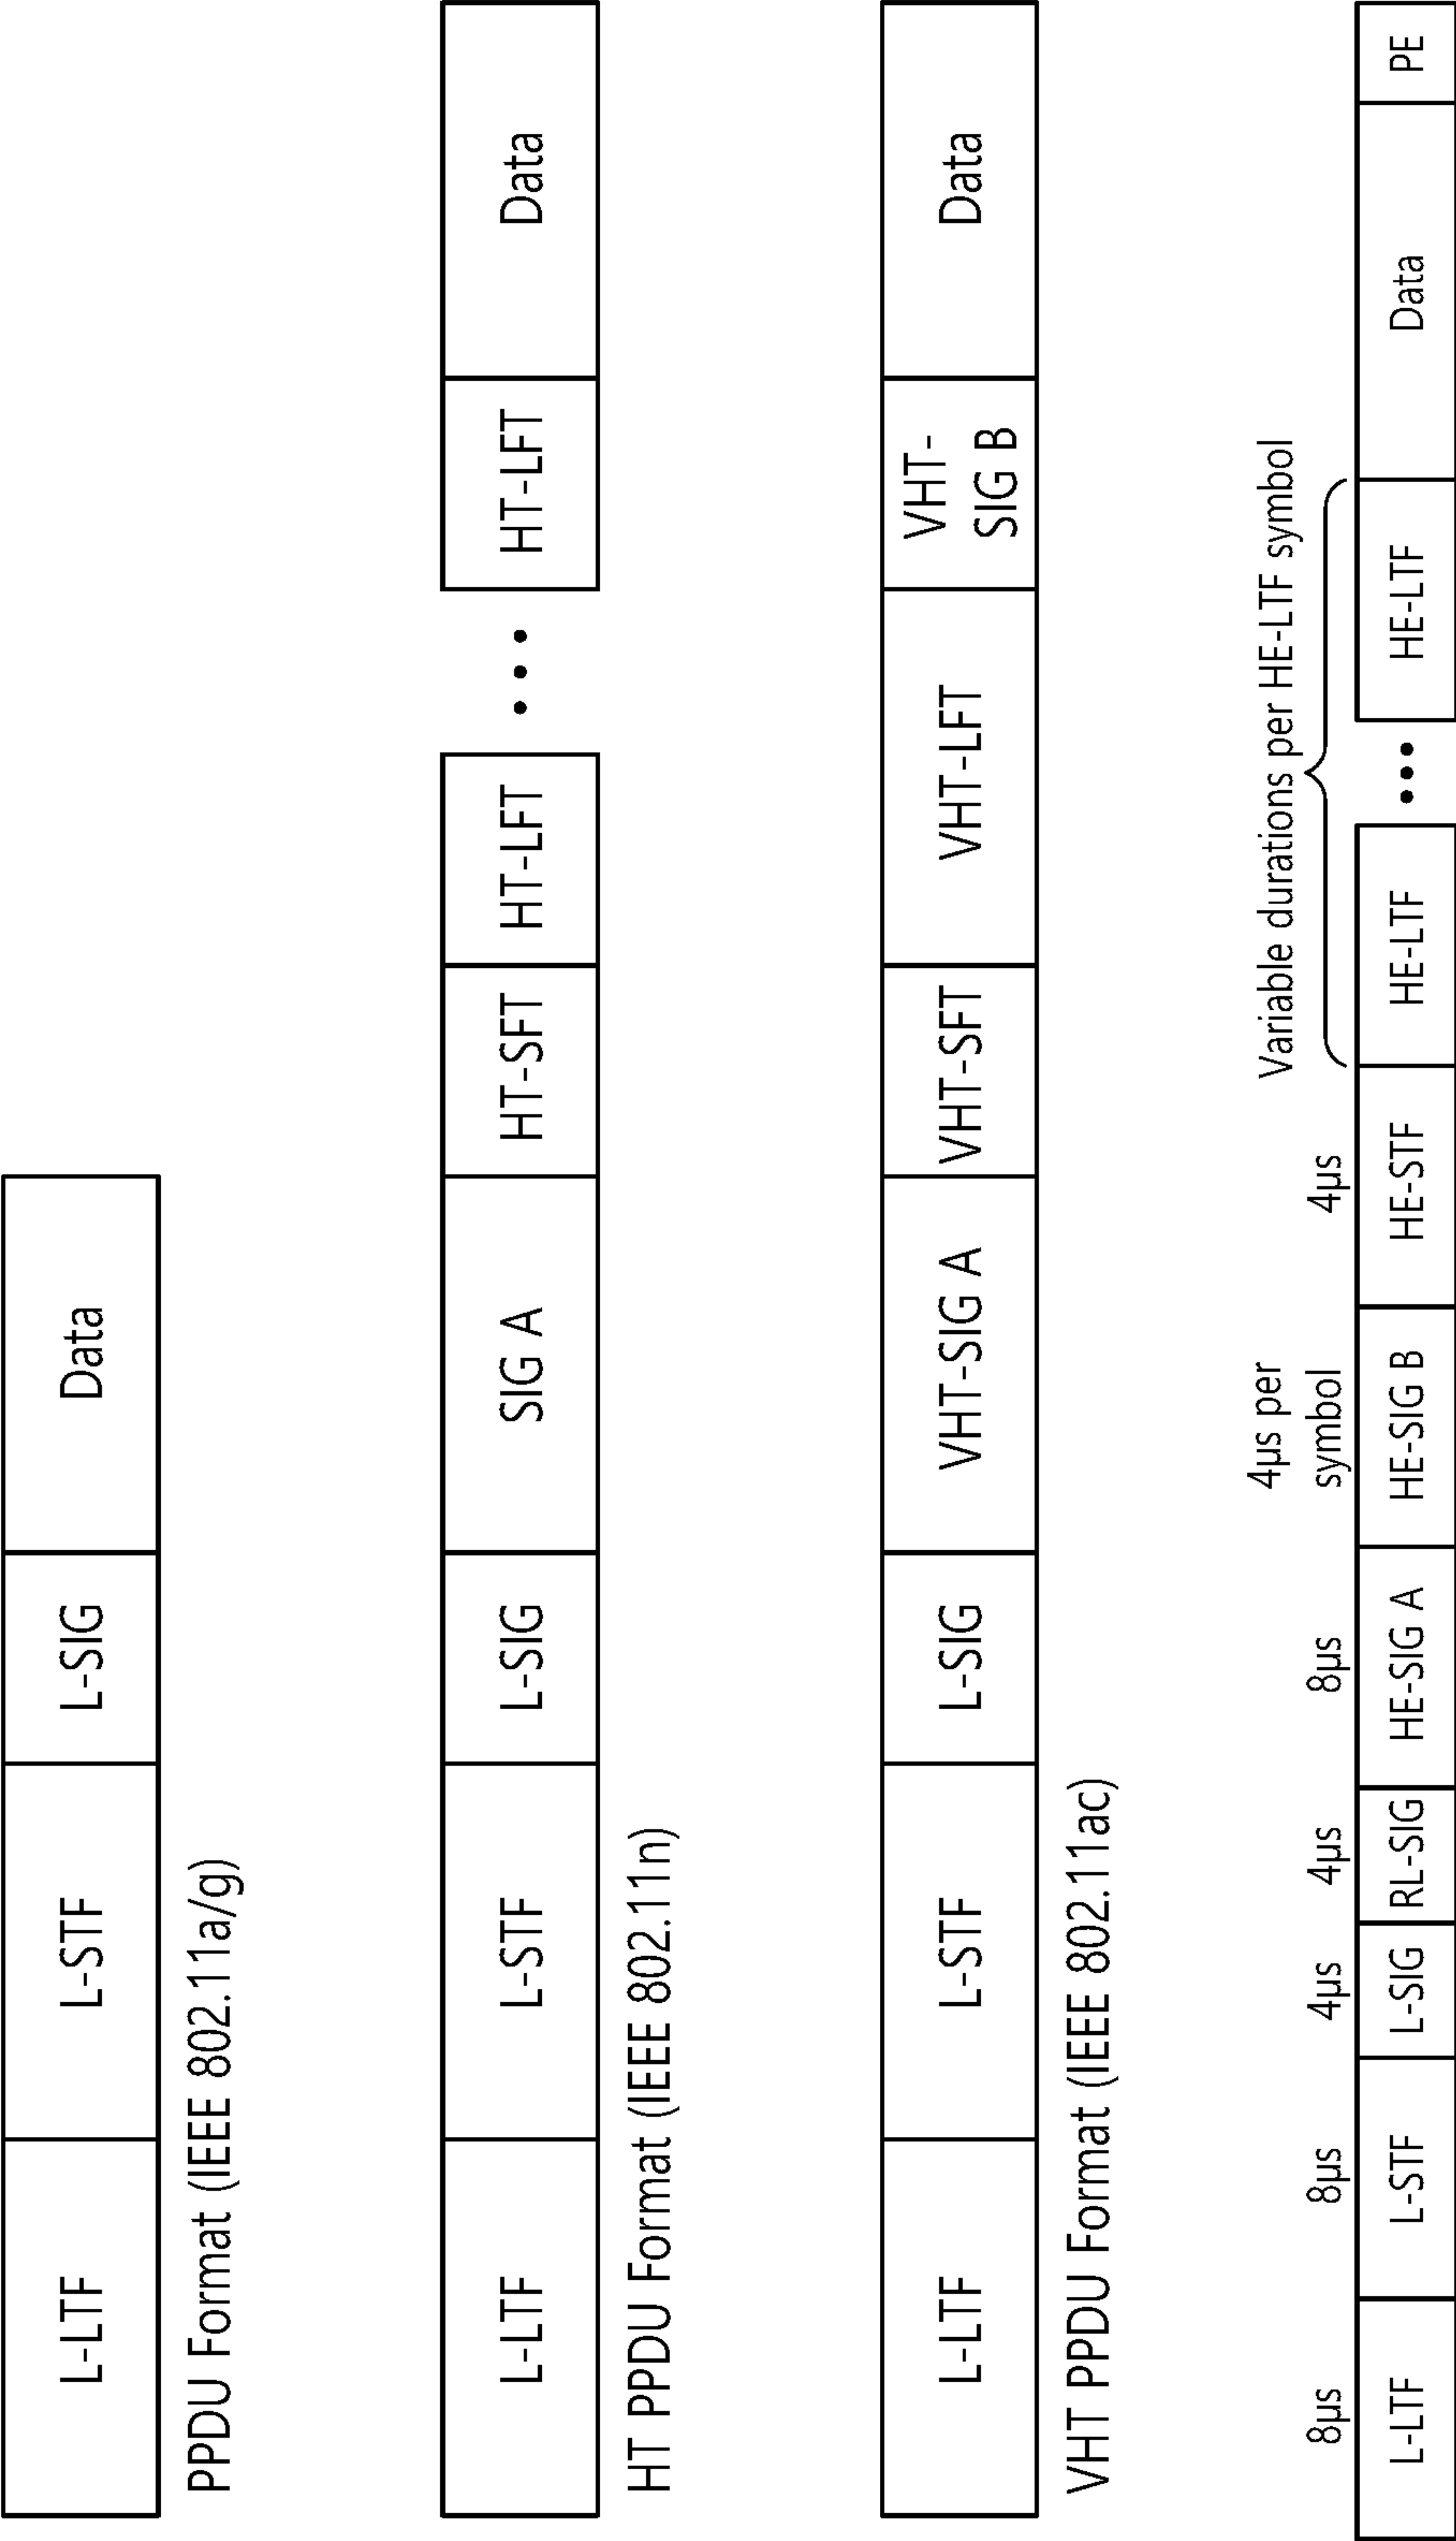 L-LTF
L-STF
L-SIG
Data
PPDU Format (IEEE 802.11a/g)
L-LTF
L-STF
L-SIG
SIG A
HT-SFT
HT-LFT
•••
HT-LFT
Data
HT PPDU Format (IEEE 802.11n)
L-LTF
L-STF
L-SIG
VHT-SIG A
VHT-SFT
VHT-LFT
VHT-
SIG B
Data
VHT PPDU Format (IEEE 802.11ac)
8μs
8μs
4μs
4μs
8μs
4μs per
symbol
4μs
Variable durations per HE-LTF symbol
L-LTF
L-STF
L-SIG
RL-SIG
HE-SIG A
HE-SIG B
HE-STF
HE-LTF
•••
HE-LTF
Data
PE